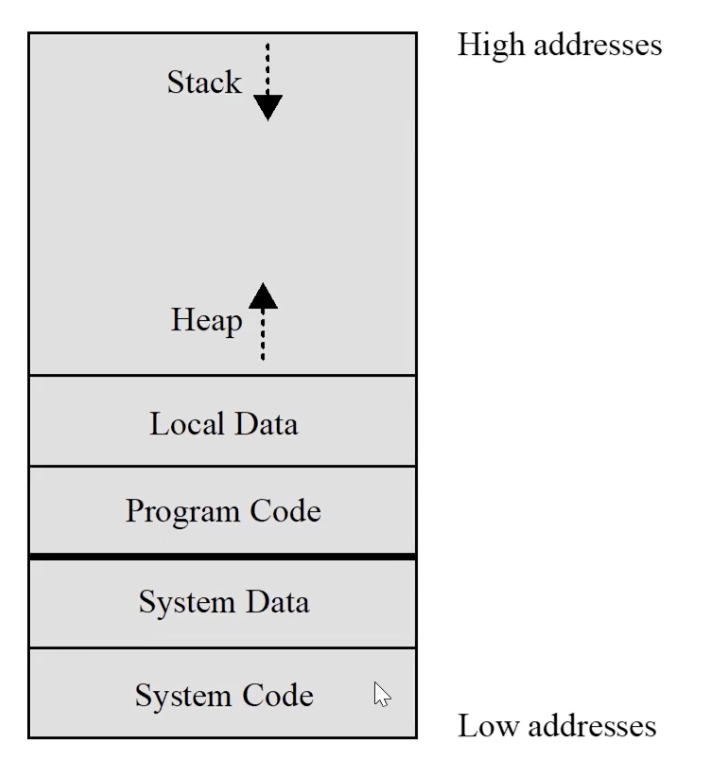 High addresses
Stack
Heap
Local Data
Program Code
System Data
System Code
Low addresses